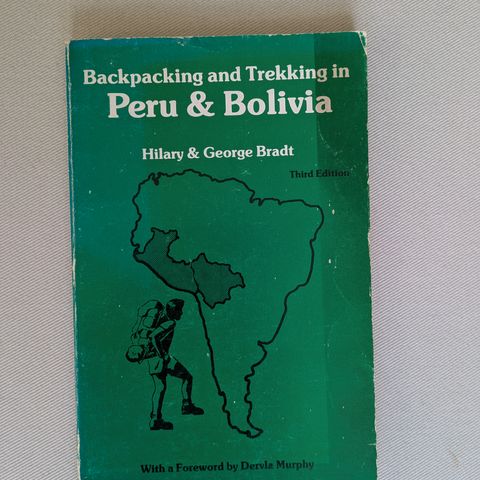 Backpacking and Trekking in
Peru & Bolivia
Hilary & George Bradt
Third Edition
With a Foreword by Dervla Murphy